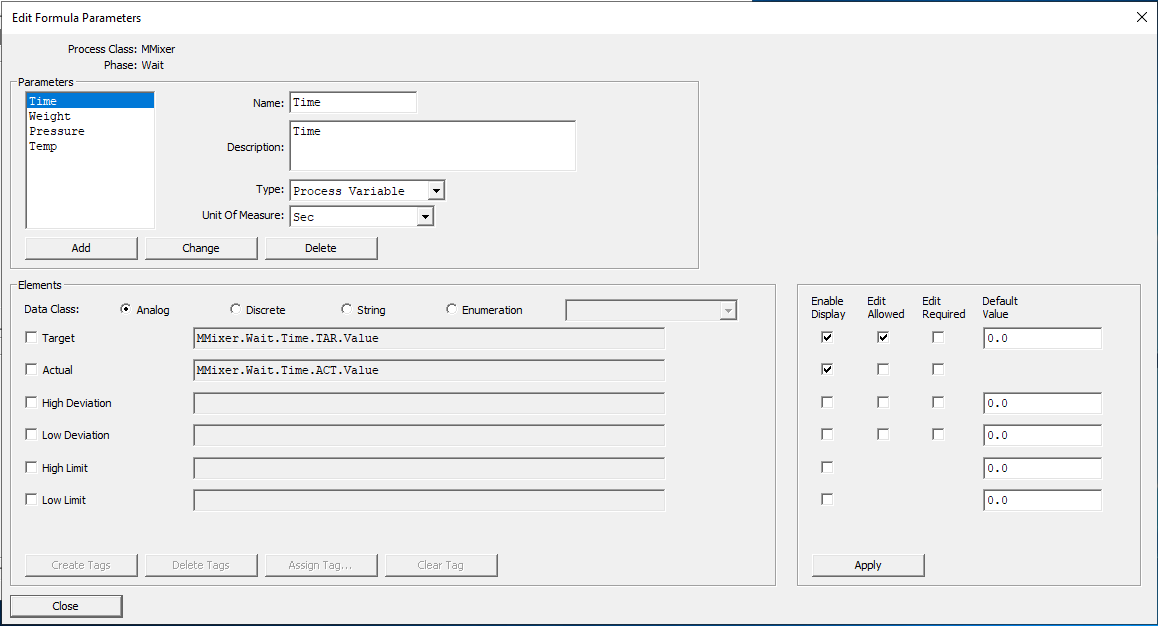 Edit Formula Parameters
Process Class: MMixer
Phase: Wait
Parameters
Time
Weight
Pressure
Temp
Name: Time
Description: Time
Type: Process Variable
Unit Of Measure: Sec
Add Change Delete
Elements
Data Class: Analog Discrete String Enumeration
Target MMixer.Wait.Time.TAR.Value
Actual MMixer.Wait.Time.ACT.Value
High Deviation
Low Deviation
High Limit
Low Limit
Create Tags Delete Tags Assign Tag... Clear Tag
Enable Edit Edit Default
Display Allowed Required Value
0.0
0.0
0.0
0.0
0.0
Apply
Close